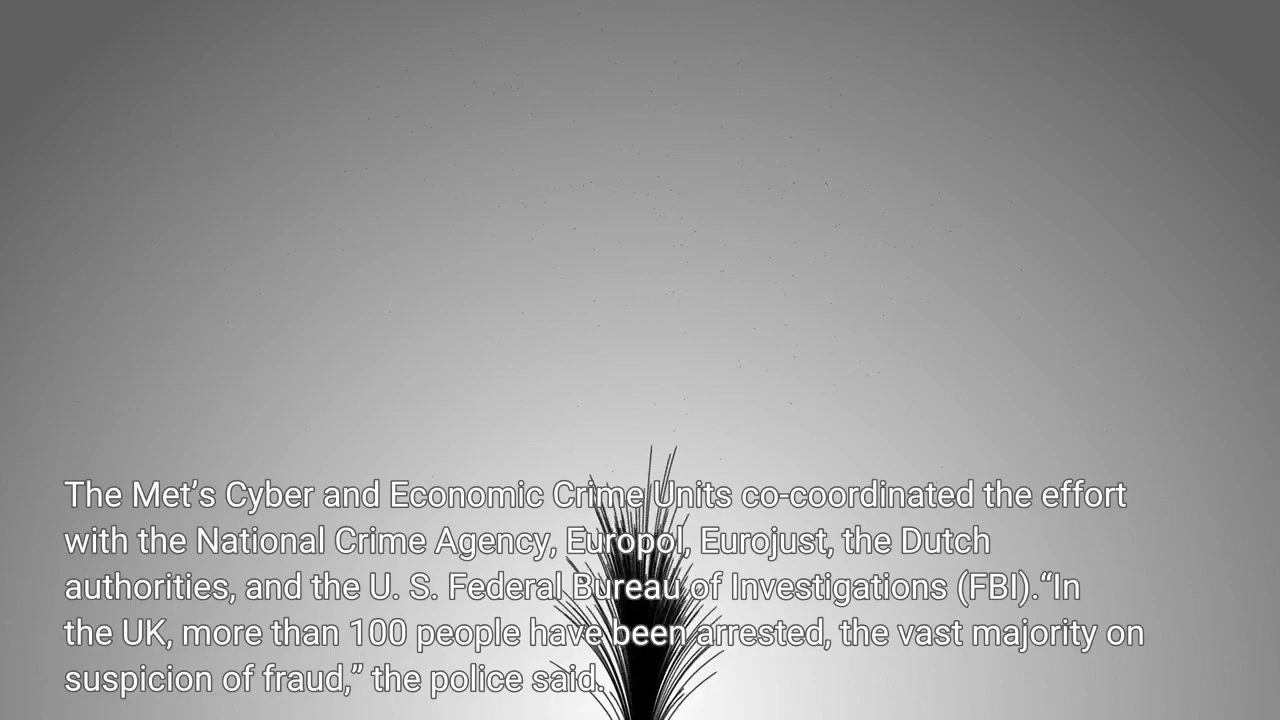 The Met’s Cyber and Economic Crime Units co-coordinated the effort
with the National Crime Agency, Europol, Eurojust, the Dutch
authorities, and the U. S. Federal Bureau of Investigations (FBI).“In
the UK, more than 100 people have been arrested, the vast majority on
suspicion of fraud,” the police said.